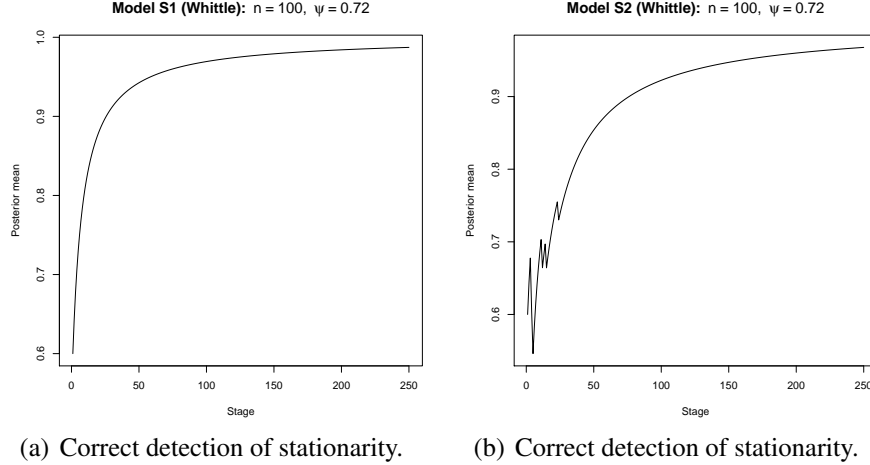 Model S1 (Whittle): n = 100, ψ = 0.72
Posterior mean
1.0
0.9
0.8
0.7
0.6
0 50 100 150 200 250
Stage
(a) Correct detection of stationarity.
Model S2 (Whittle): n = 100, ψ = 0.72
Posterior mean
0.9
0.8
0.7
0.6
0 50 100 150 200 250
Stage
(b) Correct detection of stationarity.